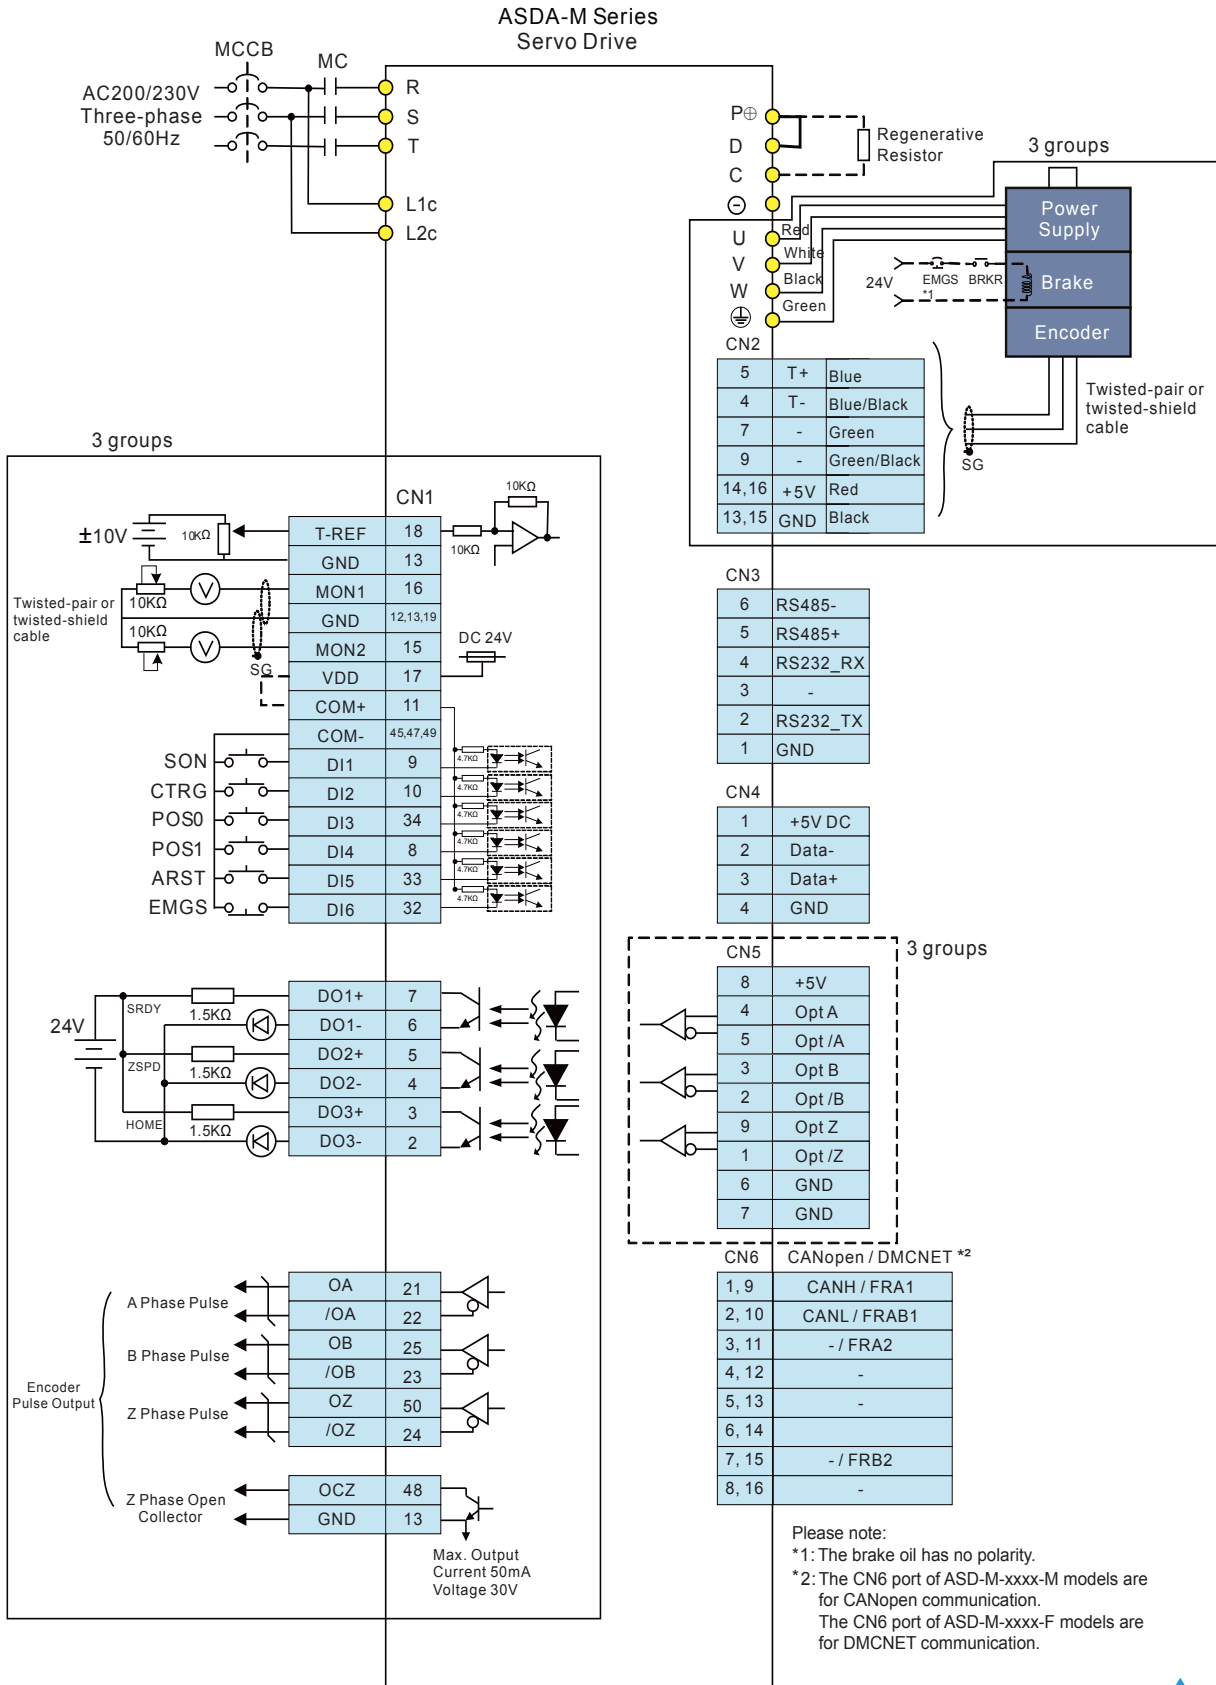 ASDA-M Series
Servo Drive
MCCB
MC
AC200/230V
Three-phase
50/60Hz
R
S
T
L1c
L2c
P⊕
D
C
⊖
U
V
W
Regenerative
Resistor
3 groups
Red
White
Black
Green
Power
Supply
24V
EMGS
*1
BRKR
Brake
Encoder
CN2
5 T+ Blue
4 T- Blue/Black
7 - Green
9 - Green/Black
14,16 +5V Red
13,15 GND Black
SG
Twisted-pair or
twisted-shield
cable
3 groups
CN1
±10V
10KΩ
T-REF 18
10KΩ
10KΩ
GND 13
MON1 16
10KΩ
V
Twisted-pair or
twisted-shield
cable
GND 12,13,19
10KΩ
V
MON2 15
SG
DC 24V
VDD 17
COM+ 11
COM- 45,47,49
SON DI1 9
4.7KΩ
CTRG DI2 10
4.7KΩ
POS0 DI3 34
4.7KΩ
POS1 DI4 8
4.7KΩ
ARST DI5 33
4.7KΩ
EMGS DI6 32
4.7KΩ
24V
SRDY
1.5KΩ
DO1+ 7
DO1- 6
ZSPD
1.5KΩ
DO2+ 5
DO2- 4
HOME
1.5KΩ
DO3+ 3
DO3- 2
Encoder
Pulse Output
A Phase Pulse
OA 21
/OA 22
B Phase Pulse
OB 25
/OB 23
Z Phase Pulse
OZ 50
/OZ 24
Z Phase Open
Collector
OCZ 48
GND 13
Max. Output
Current 50mA
Voltage 30V
CN3
6 RS485-
5 RS485+
4 RS232_RX
3 -
2 RS232_TX
1 GND
CN4
1 +5V DC
2 Data-
3 Data+
4 GND
3 groups
CN5
8 +5V
4 Opt A
5 Opt /A
3 Opt B
2 Opt /B
9 Opt Z
1 Opt /Z
6 GND
7 GND
CN6 CANopen / DMCNET *2
1, 9 CANH / FRA1
2, 10 CANL / FRAB1
3, 11 - / FRA2
4, 12 -
5, 13 -
6, 14
7, 15 - / FRB2
8, 16 -
Please note:
*1: The brake oil has no polarity.
*2: The CN6 port of ASD-M-xxxx-M models are
for CANopen communication.
The CN6 port of ASD-M-xxxx-F models are
for DMCNET communication.